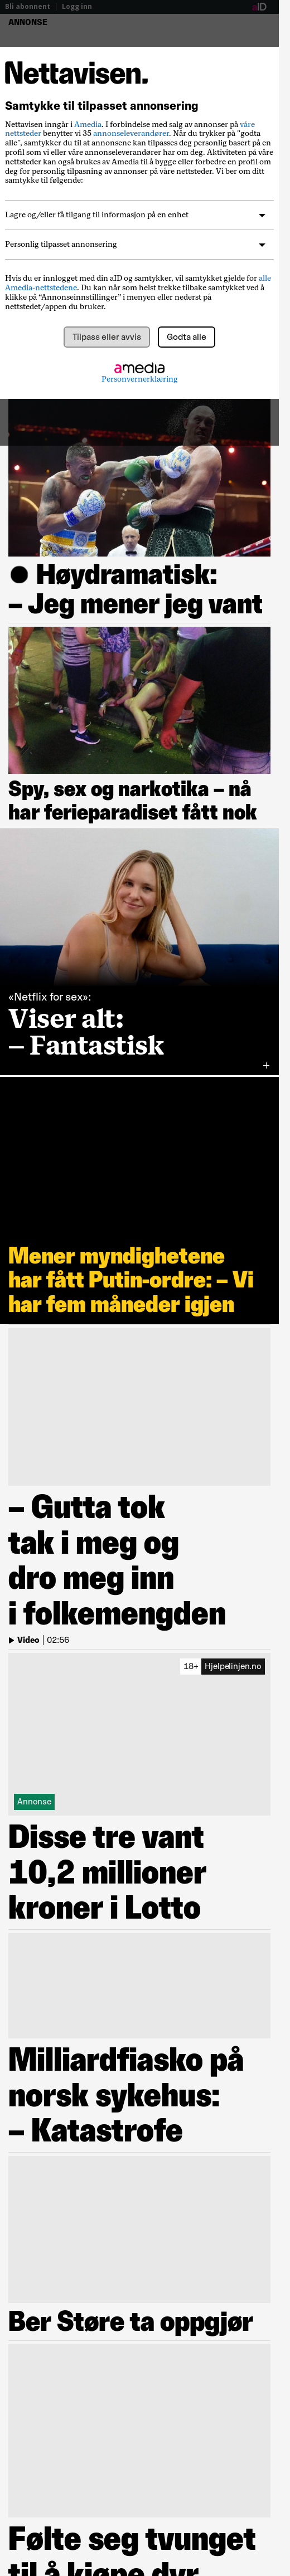 Bli abonnent | Logg inn
aID
ANNONSE
Nettavisen.
Samtykke til tilpasset annonsering
Nettavisen inngår i Amedia. I forbindelse med salg av annonser på våre
nettsteder benytter vi 35 annonseleverandører. Når du trykker på "godta
alle", samtykker du til at annonsene kan tilpasses deg personlig basert på en
profil som vi eller våre annonseleverandører har om deg. Aktiviteten på våre
nettsteder kan også brukes av Amedia til å bygge eller forbedre en profil om
deg for personlig tilpasning av annonser på våre nettsteder. Vi ber om ditt
samtykke til følgende:
Lagre og/eller få tilgang til informasjon på en enhet
Personlig tilpasset annonsering
Hvis du er innlogget med din aID og samtykker, vil samtykket gjelde for alle
Amedia-nettstedene. Du kan når som helst trekke tilbake samtykket ved å
klikke på “Annonseinnstillinger” i menyen eller nederst på
nettstedet/appen du bruker.
Tilpass eller avvis
Godta alle
amedia
Personvernerklæring
● Høydramatisk:
– Jeg mener jeg vant
Spy, sex og narkotika – nå
har ferieparadiset fått nok
«Netflix for sex»:
Viser alt:
– Fantastisk
Mener myndighetene
har fått Putin-ordre: – Vi
har fem måneder igjen
– Gutta tok
tak i meg og
dro meg inn
i folkemengden
Video | 02:56
18+ Hjelpelinjen.no
Annonse
Disse tre vant
10,2 millioner
kroner i Lotto
Milliardfiasko på
norsk sykehus:
– Katastrofe
Ber Støre ta oppgjør
Følte seg tvunget
til å kjøpe dyr